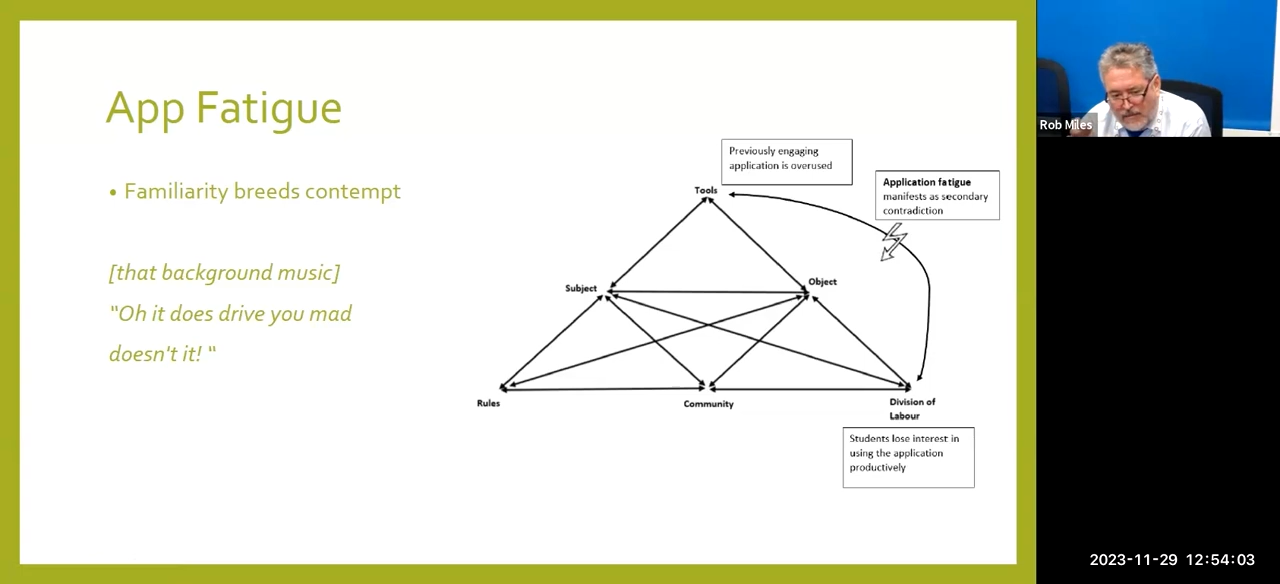 App Fatigue
• Familiarity breeds contempt
[that background music]
"Oh it does drive you mad
doesn't it! "
Previously engaging
application is overused
Application fatigue
manifests as secondary
contradiction
Tools
Subject
Object
Rules
Community
Division of
Labour
Students lose interest in
using the application
productively
Rob Miles
2023-11-29 12:54:03